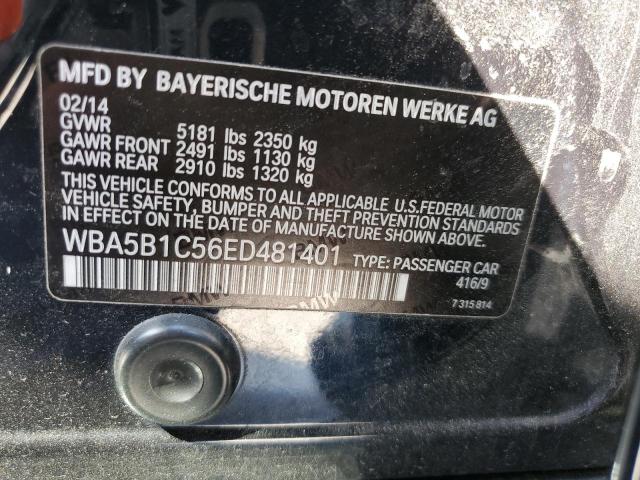 MFD BY BAYERISCHE MOTOREN WERKE AG
02/14
GVWR 5181 lbs 2350 kg
GAWR FRONT 2491 lbs 1130 kg
GAWR REAR 2910 lbs 1320 kg
THIS VEHICLE CONFORMS TO ALL APPLICABLE U.S.FEDERAL MOTOR
VEHICLE SAFETY, BUMPER AND THEFT PREVENTION STANDARDS
IN EFFECT ON THE DATE OF MANUFACTURE SHOWN ABOVE.
WBA5B1C56ED481401 TYPE: PASSENGER CAR
416/9
7 315 814